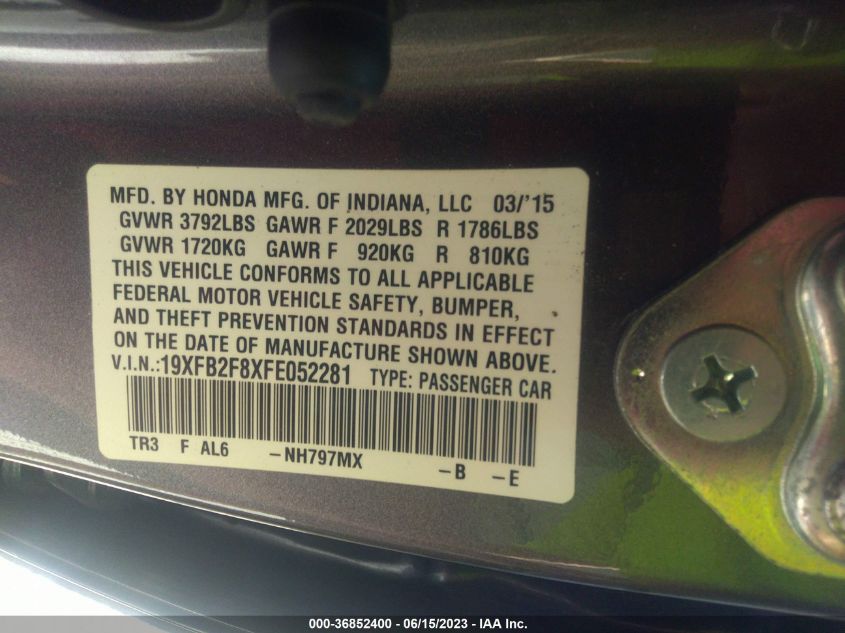 MFD. BY HONDA MFG. OF INDIANA, LLC 03/'15
GVWR 3792LBS GAWR F 2029LBS R 1786LBS
GVWR 1720KG GAWR F 920KG R 810KG
THIS VEHICLE CONFORMS TO ALL APPLICABLE
FEDERAL MOTOR VEHICLE SAFETY, BUMPER,
AND THEFT PREVENTION STANDARDS IN EFFECT
ON THE DATE OF MANUFACTURE SHOWN ABOVE.
V.I.N.:19XFB2F8XFE052281 TYPE: PASSENGER CAR
TR3 F AL6 -NH797MX -B -E
000-36852400 - 06/15/2023 - IAA Inc.